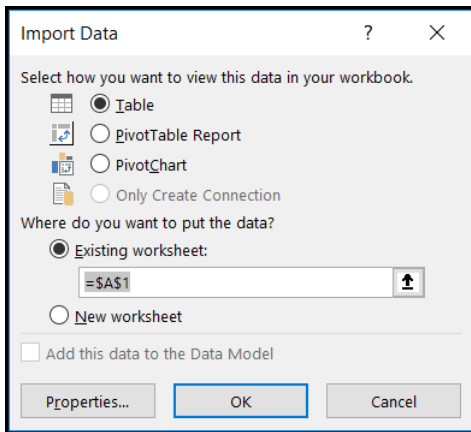 Import Data ?
Select how you want to view this data in your workbook.
Table
PivotTable Report
PivotChart
Only Create Connection
Where do you want to put the data?
Existing worksheet:
=$A$1
New worksheet
Add this data to the Data Model
Properties... OK Cancel